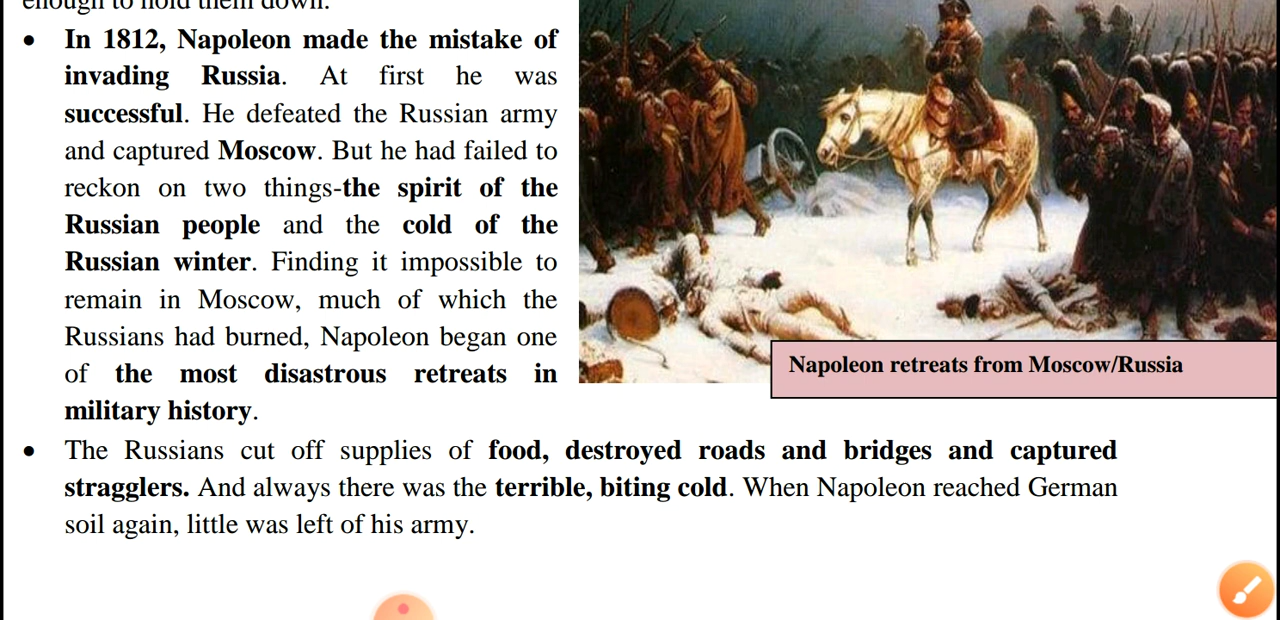 enough to hold them down.
• In 1812, Napoleon made the mistake of
invading Russia. At first he was
successful. He defeated the Russian army
and captured Moscow. But he had failed to
reckon on two things-the spirit of the
Russian people and the cold of the
Russian winter. Finding it impossible to
remain in Moscow, much of which the
Russians had burned, Napoleon began one
of the most disastrous retreats in
military history.
Napoleon retreats from Moscow/Russia
• The Russians cut off supplies of food, destroyed roads and bridges and captured
stragglers. And always there was the terrible, biting cold. When Napoleon reached German
soil again, little was left of his army.